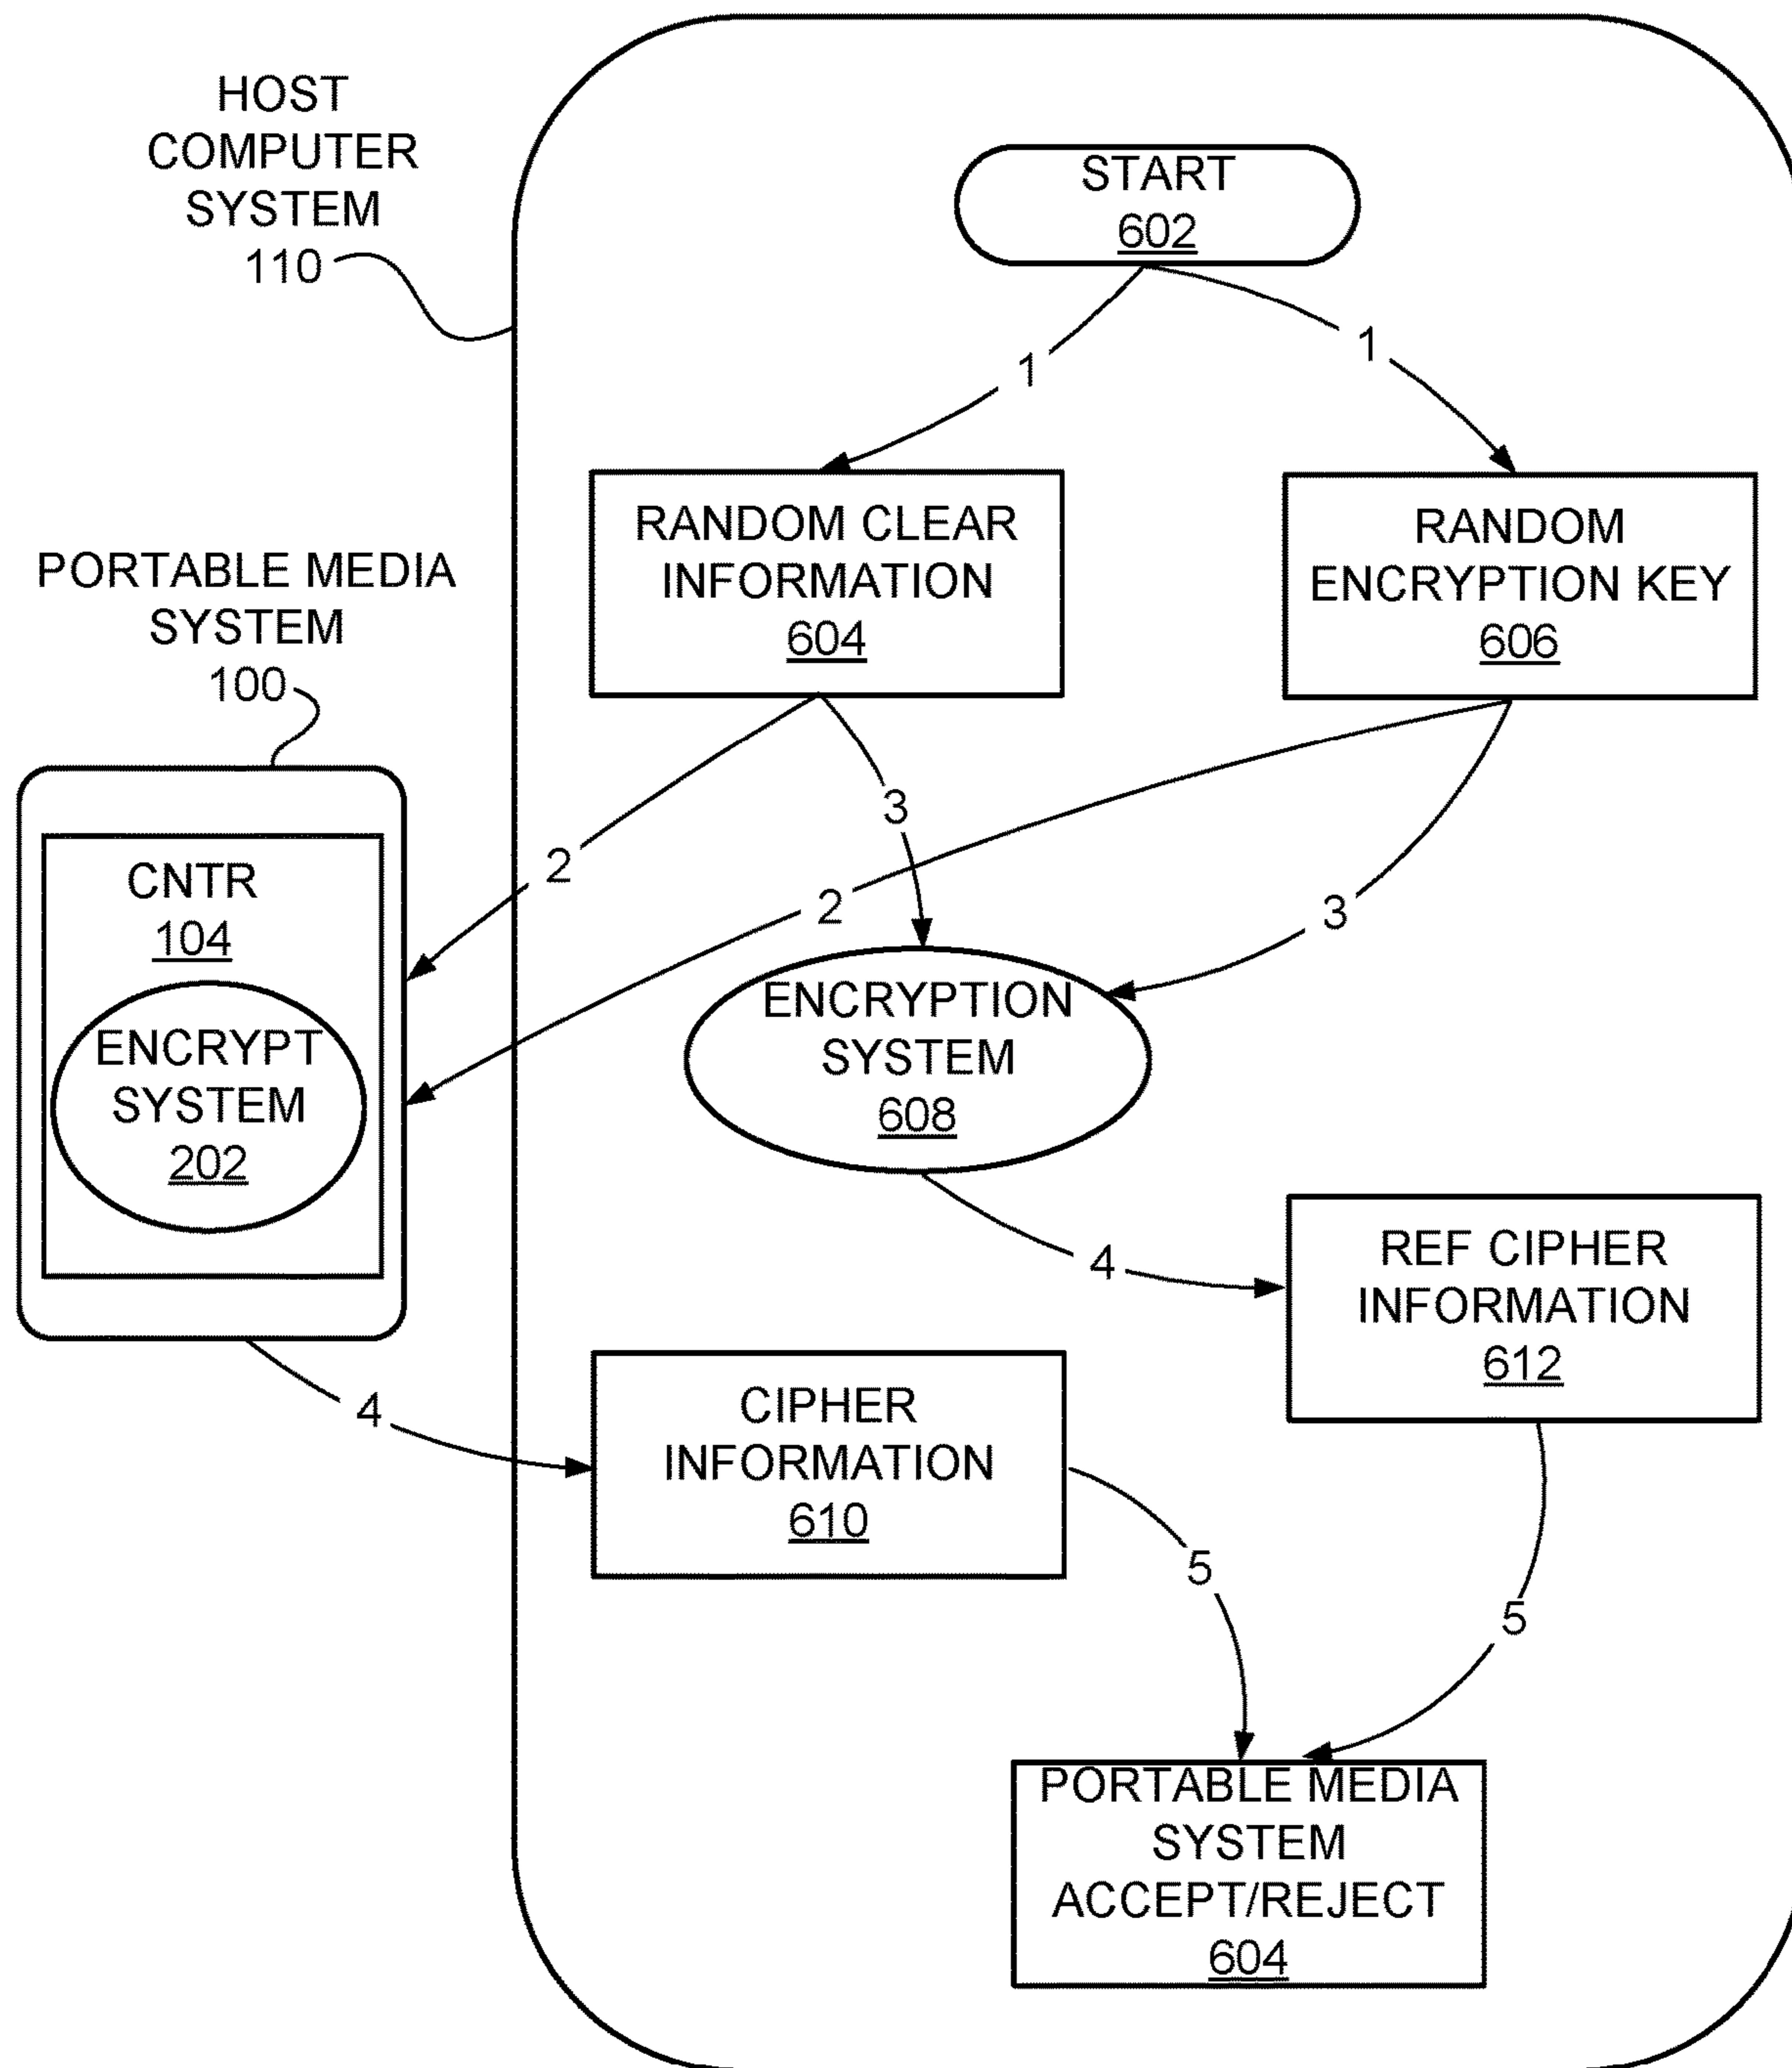 HOST
COMPUTER
SYSTEM
110
START
602
1
1
RANDOM CLEAR
INFORMATION
604
RANDOM
ENCRYPTION KEY
606
PORTABLE MEDIA
SYSTEM
100
3
2
2
3
CNTR
104
ENCRYPT
SYSTEM
202
ENCRYPTION
SYSTEM
608
4
REF CIPHER
INFORMATION
612
4
CIPHER
INFORMATION
610
5
5
PORTABLE MEDIA
SYSTEM
ACCEPT/REJECT
604